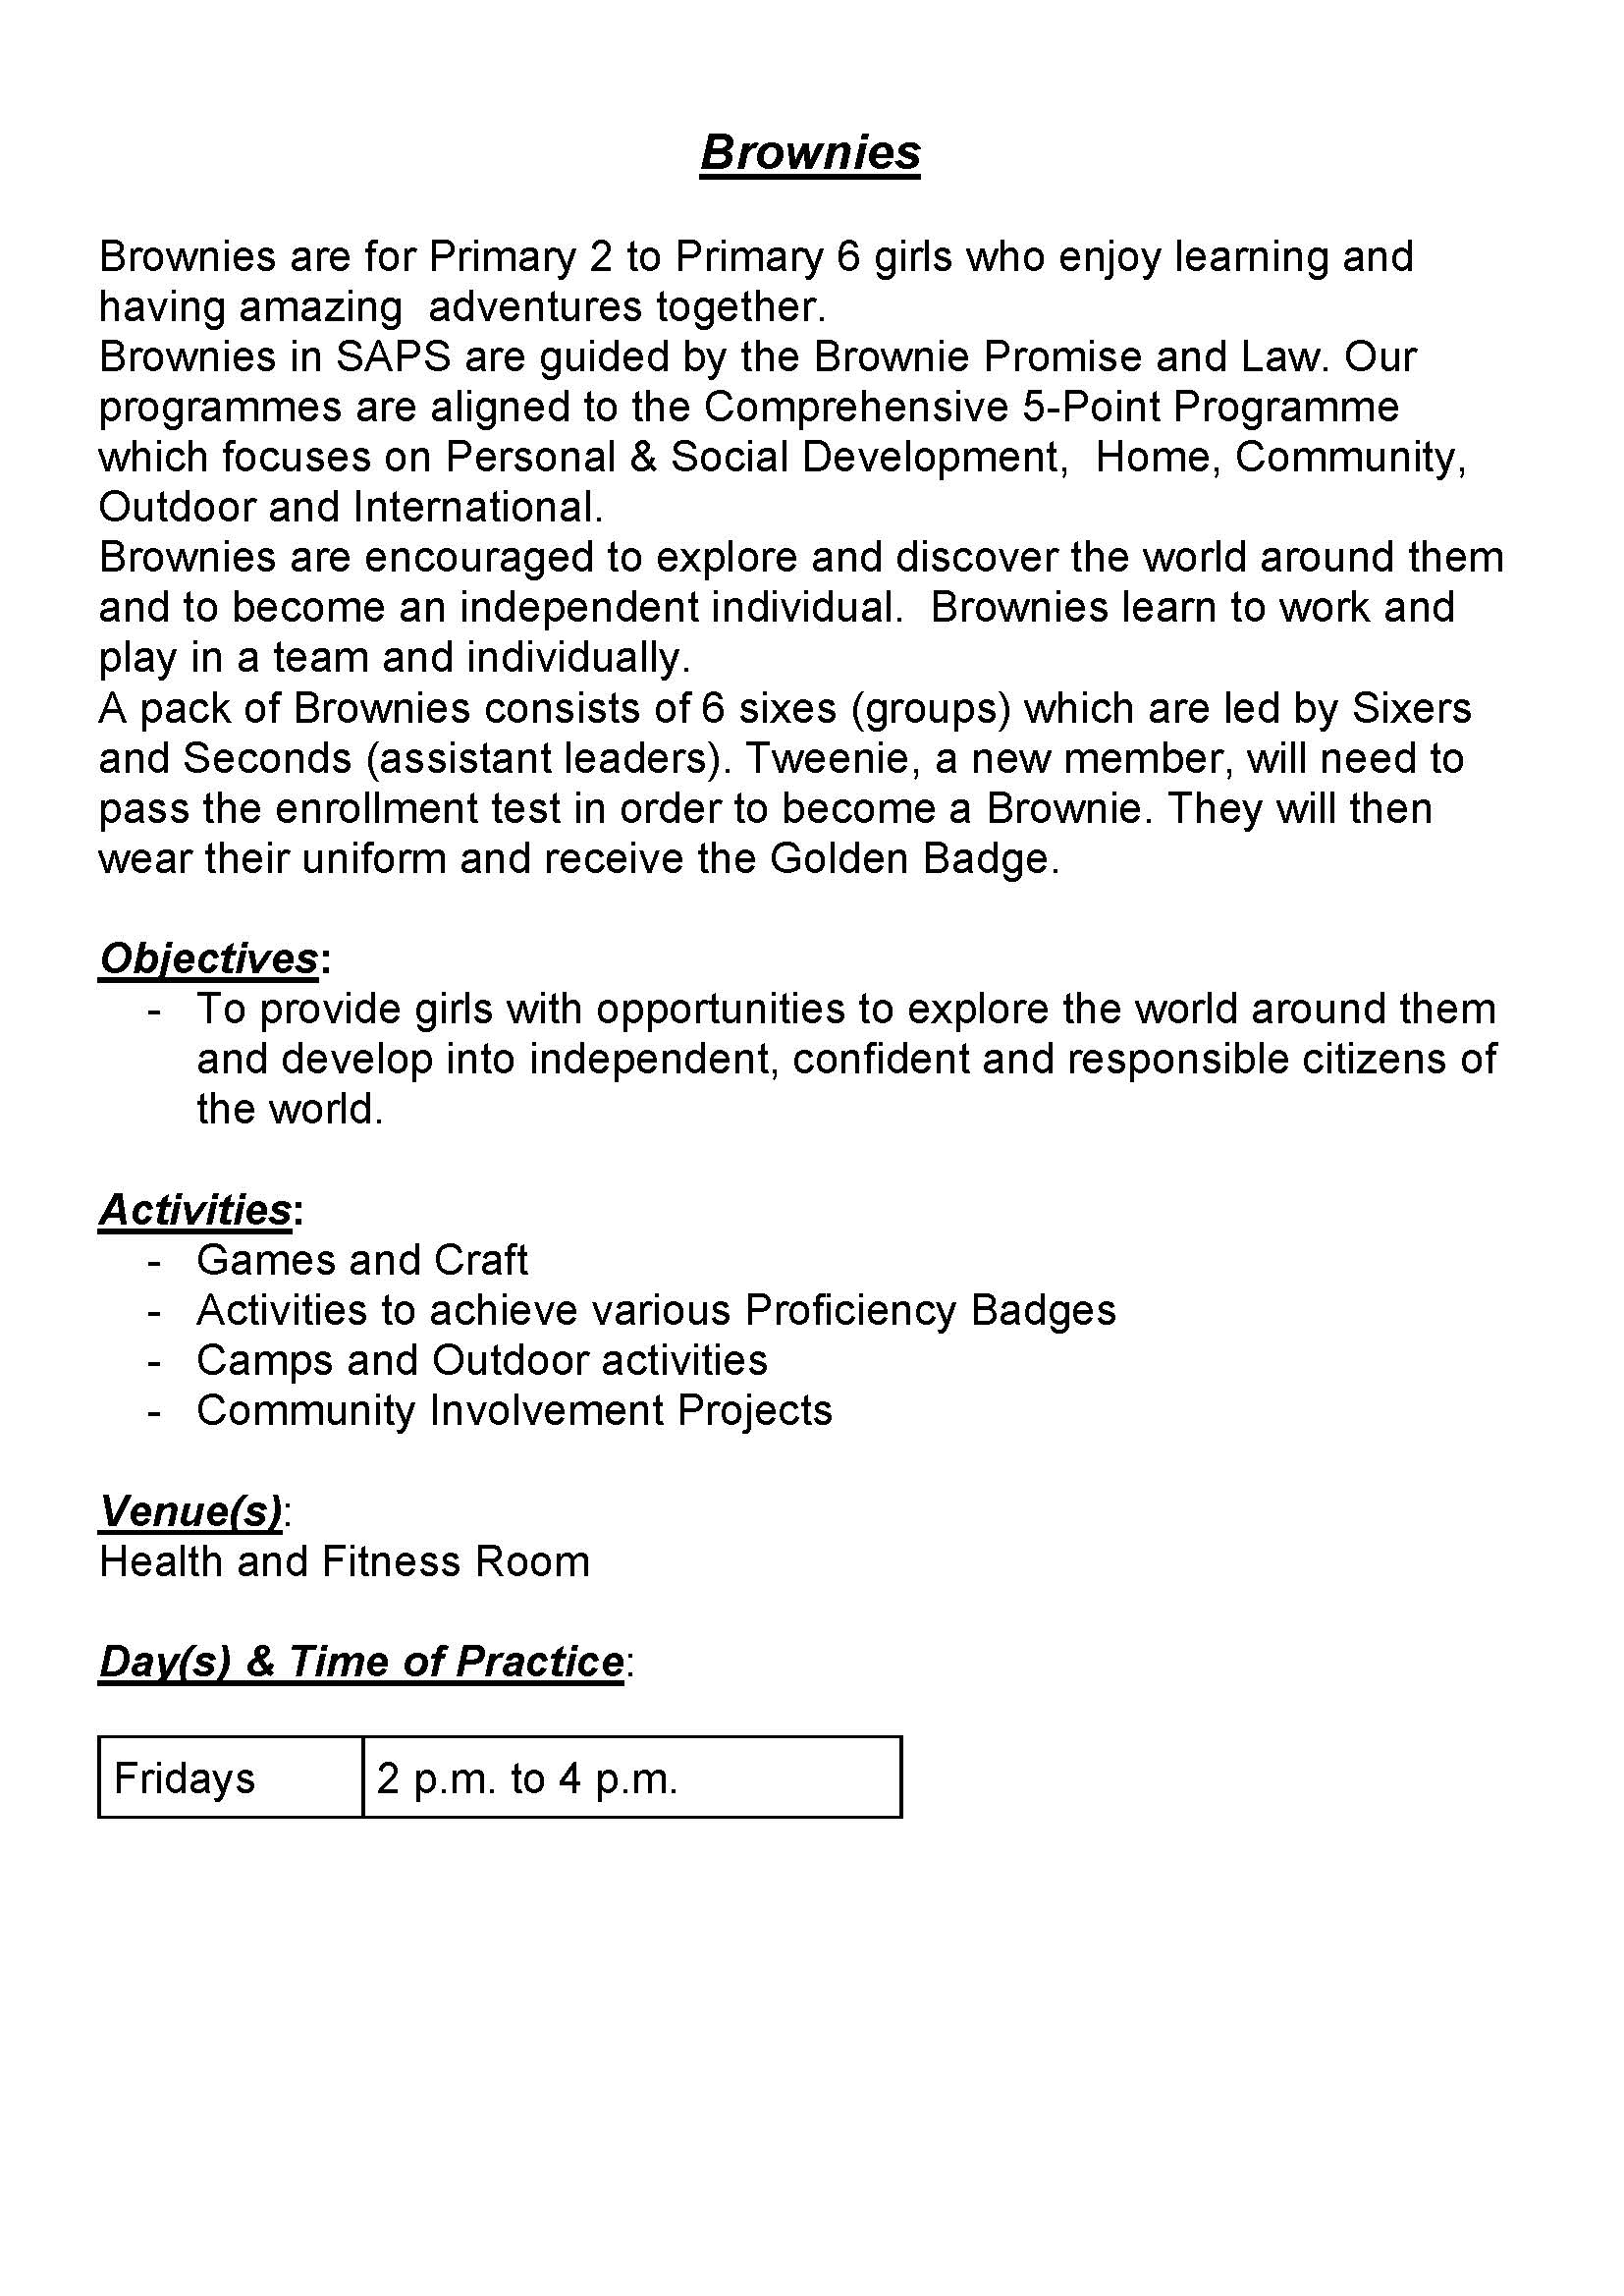 Brownies
Brownies are for Primary 2 to Primary 6 girls who enjoy learning and
having amazing  adventures together.
Brownies in SAPS are guided by the Brownie Promise and Law. Our
programmes are aligned to the Comprehensive 5-Point Programme
which focuses on Personal & Social Development,  Home, Community,
Outdoor and International.
Brownies are encouraged to explore and discover the world around them
and to become an independent individual.  Brownies learn to work and
play in a team and individually.
A pack of Brownies consists of 6 sixes (groups) which are led by Sixers
and Seconds (assistant leaders). Tweenie, a new member, will need to
pass the enrollment test in order to become a Brownie. They will then
wear their uniform and receive the Golden Badge.
Objectives:
- To provide girls with opportunities to explore the world around them
and develop into independent, confident and responsible citizens of
the world.
Activities:
- Games and Craft
- Activities to achieve various Proficiency Badges
- Camps and Outdoor activities
- Community Involvement Projects
Venue(s):
Health and Fitness Room
Day(s) & Time of Practice:
Fridays 2 p.m. to 4 p.m.